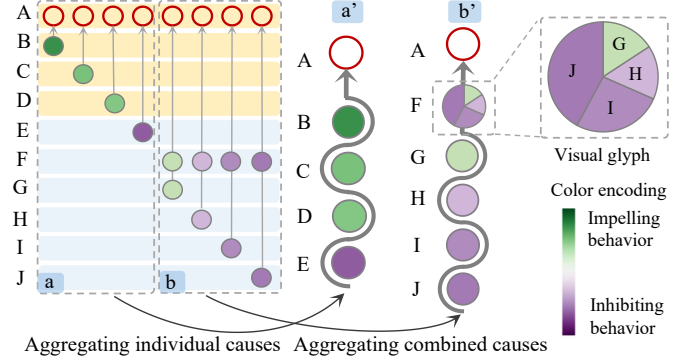 A
B
C
D
E
F
G
H
I
J
a
b
a'
A
B
C
D
E
b'
A
F
G
H
I
J
G
H
I
J
Visual glyph
Color encoding
Impelling
behavior
Inhibiting
behavior
Aggregating individual causes
Aggregating combined causes